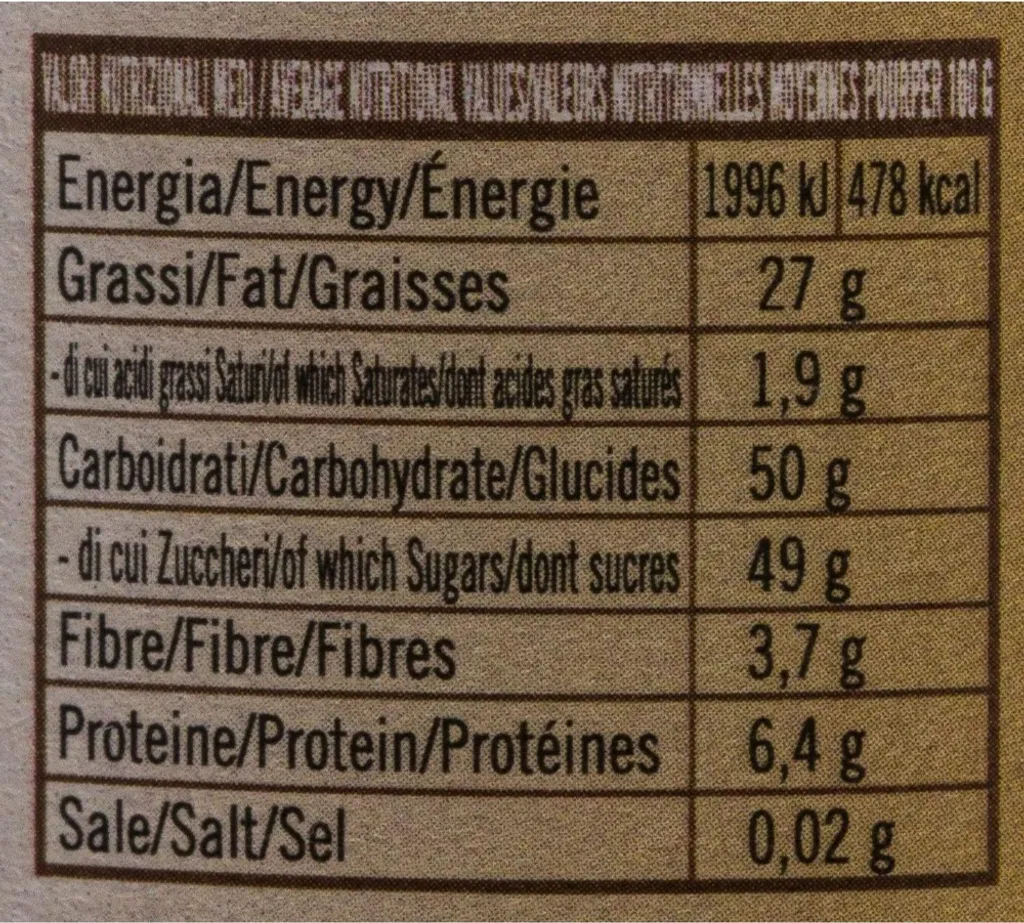 VALORI NUTRIZIONALI MEDI/AVERAGE NUTRITIONAL VALUES/VALEURS NUTRITIONNELLES MOYENNES POUR/PER 100 G
Energia/Energy/Énergie 1996 kJ 478 kcal
Grassi/Fat/Graisses 27 g
- di cui acidi grassi Saturi/of which Saturates/dont acides gras saturés 1,9 g
Carboidrati/Carbohydrate/Glucides 50 g
- di cui Zuccheri/of which Sugars/dont sucres 49 g
Fibre/Fibre/Fibres 3,7 g
Proteine/Protein/Protéines 6,4 g
Sale/Salt/Sel 0,02 g